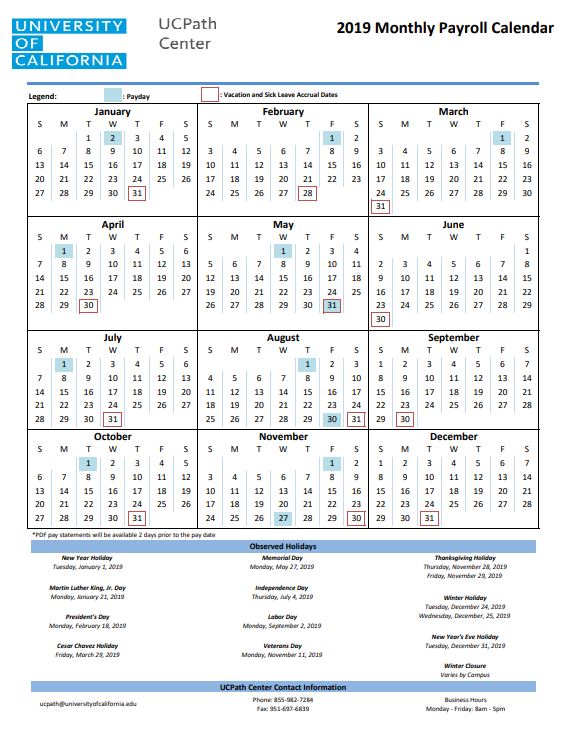 UNIVERSITY
OF
CALIFORNIA
UCPath
Center
2019 Monthly Payroll Calendar
Legend: : Payday : Vacation and Sick Leave Accrual Dates
January
S M T W T F S
1 2 3 4 5
6 7 8 9 10 11 12
13 14 15 16 17 18 19
20 21 22 23 24 25 26
27 28 29 30 31
February
S M T W T F S
1 2
3 4 5 6 7 8 9
10 11 12 13 14 15 16
17 18 19 20 21 22 23
24 25 26 27 28
March
S M T W T F S
1 2
3 4 5 6 7 8 9
10 11 12 13 14 15 16
17 18 19 20 21 22 23
24 25 26 27 28 29 30
31
April
S M T W T F S
1 2 3 4 5 6
7 8 9 10 11 12 13
14 15 16 17 18 19 20
21 22 23 24 25 26 27
28 29 30
May
S M T W T F S
1 2 3 4
5 6 7 8 9 10 11
12 13 14 15 16 17 18
19 20 21 22 23 24 25
26 27 28 29 30 31
June
S M T W T F S
1
2 3 4 5 6 7 8
9 10 11 12 13 14 15
16 17 18 19 20 21 22
23 24 25 26 27 28 29
30
July
S M T W T F S
1 2 3 4 5 6
7 8 9 10 11 12 13
14 15 16 17 18 19 20
21 22 23 24 25 26 27
28 29 30 31
August
S M T W T F S
1 2 3
4 5 6 7 8 9 10
11 12 13 14 15 16 17
18 19 20 21 22 23 24
25 26 27 28 29 30 31
September
S M T W T F S
1 2 3 4 5 6 7
8 9 10 11 12 13 14
15 16 17 18 19 20 21
22 23 24 25 26 27 28
29 30
October
S M T W T F S
1 2 3 4 5
6 7 8 9 10 11 12
13 14 15 16 17 18 19
20 21 22 23 24 25 26
27 28 29 30 31
November
S M T W T F S
1 2
3 4 5 6 7 8 9
10 11 12 13 14 15 16
17 18 19 20 21 22 23
24 25 26 27 28 29 30
December
S M T W T F S
1 2 3 4 5 6 7
8 9 10 11 12 13 14
15 16 17 18 19 20 21
22 23 24 25 26 27 28
29 30 31
*PDF pay statements will be available 2 days prior to the pay date
Observed Holidays
New Year Holiday
Tuesday, January 1, 2019
Martin Luther King, Jr. Day
Monday, January 21, 2019
President's Day
Monday, February 18, 2019
Cesar Chavez Holiday
Friday, March 29, 2019
Memorial Day
Monday, May 27, 2019
Independence Day
Thursday, July 4, 2019
Labor Day
Monday, September 2, 2019
Veterans Day
Monday, November 11, 2019
Thanksgiving Holiday
Thursday, November 28, 2019
Friday, November 29, 2019
Winter Holiday
Tuesday, December 24, 2019
Wednesday, December 25, 2019
New Year's Eve Holiday
Tuesday, December 31, 2019
Winter Closure
Varies by Campus
UCPath Center Contact Information
ucpath@universityofcalifornia.edu
Phone: 855-982-7284
Fax: 951-697-6839
Business Hours
Monday - Friday: 8am - 5pm